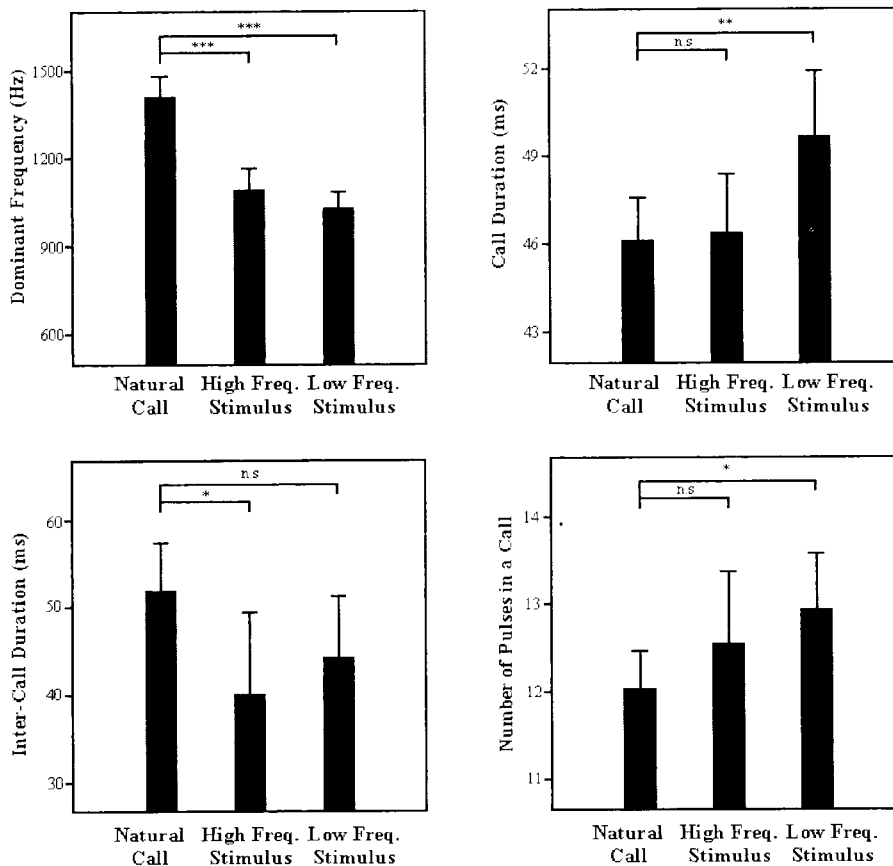 Dominant Frequency (Hz)
1500
1200
900
600
***
***
Natural Call
High Freq. Stimulus
Low Freq. Stimulus
Call Duration (ms)
52
49
46
43
**
ns
Natural Call
High Freq. Stimulus
Low Freq. Stimulus
Inter-Call Duration (ms)
60
50
40
30
ns
*
Natural Call
High Freq. Stimulus
Low Freq. Stimulus
Number of Pulses in a Call
14
13
12
11
*
ns
Natural Call
High Freq. Stimulus
Low Freq. Stimulus